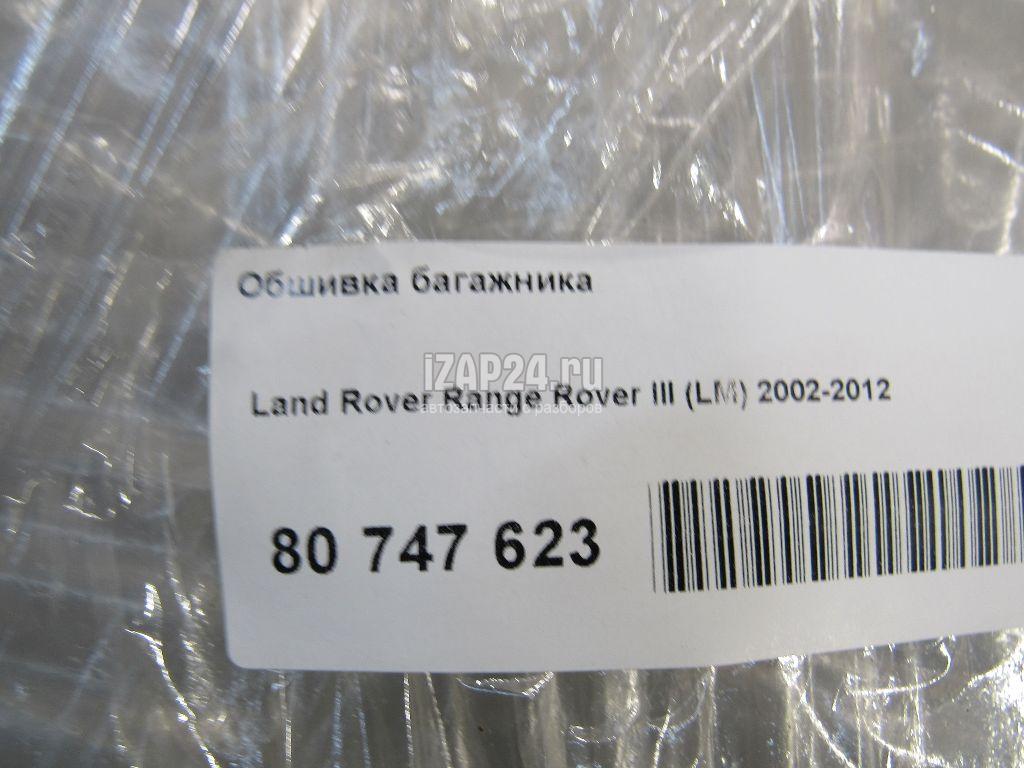 Обшивка багажника
iZAP24.ru
Land Rover Range Rover III (LM) 2002-2012
автозапчасти с разборов
80 747 623